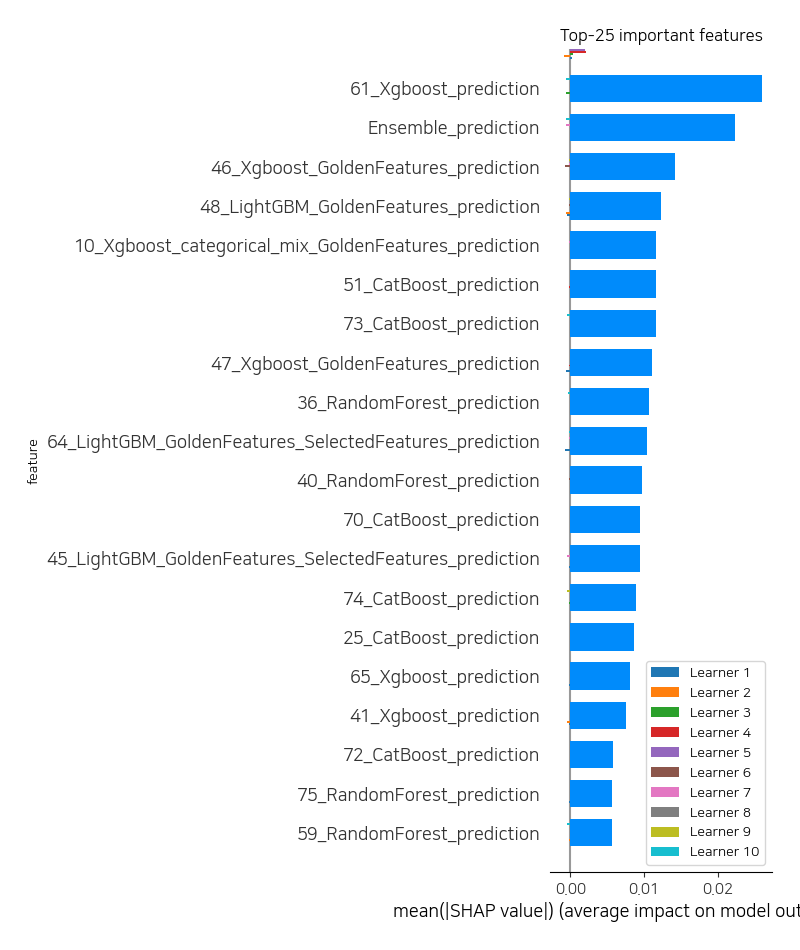 Top-25 important features
61_Xgboost_prediction
Ensemble_prediction
46_Xgboost_GoldenFeatures_prediction
48_LightGBM_GoldenFeatures_prediction
10_Xgboost_categorical_mix_GoldenFeatures_prediction
51_CatBoost_prediction
73_CatBoost_prediction
47_Xgboost_GoldenFeatures_prediction
36_RandomForest_prediction
64_LightGBM_GoldenFeatures_SelectedFeatures_prediction
40_RandomForest_prediction
70_CatBoost_prediction
45_LightGBM_GoldenFeatures_SelectedFeatures_prediction
74_CatBoost_prediction
25_CatBoost_prediction
65_Xgboost_prediction
41_Xgboost_prediction
72_CatBoost_prediction
75_RandomForest_prediction
59_RandomForest_prediction
feature
Learner 1
Learner 2
Learner 3
Learner 4
Learner 5
Learner 6
Learner 7
Learner 8
Learner 9
Learner 10
0.00 0.01 0.02
mean(|SHAP value|) (average impact on model out